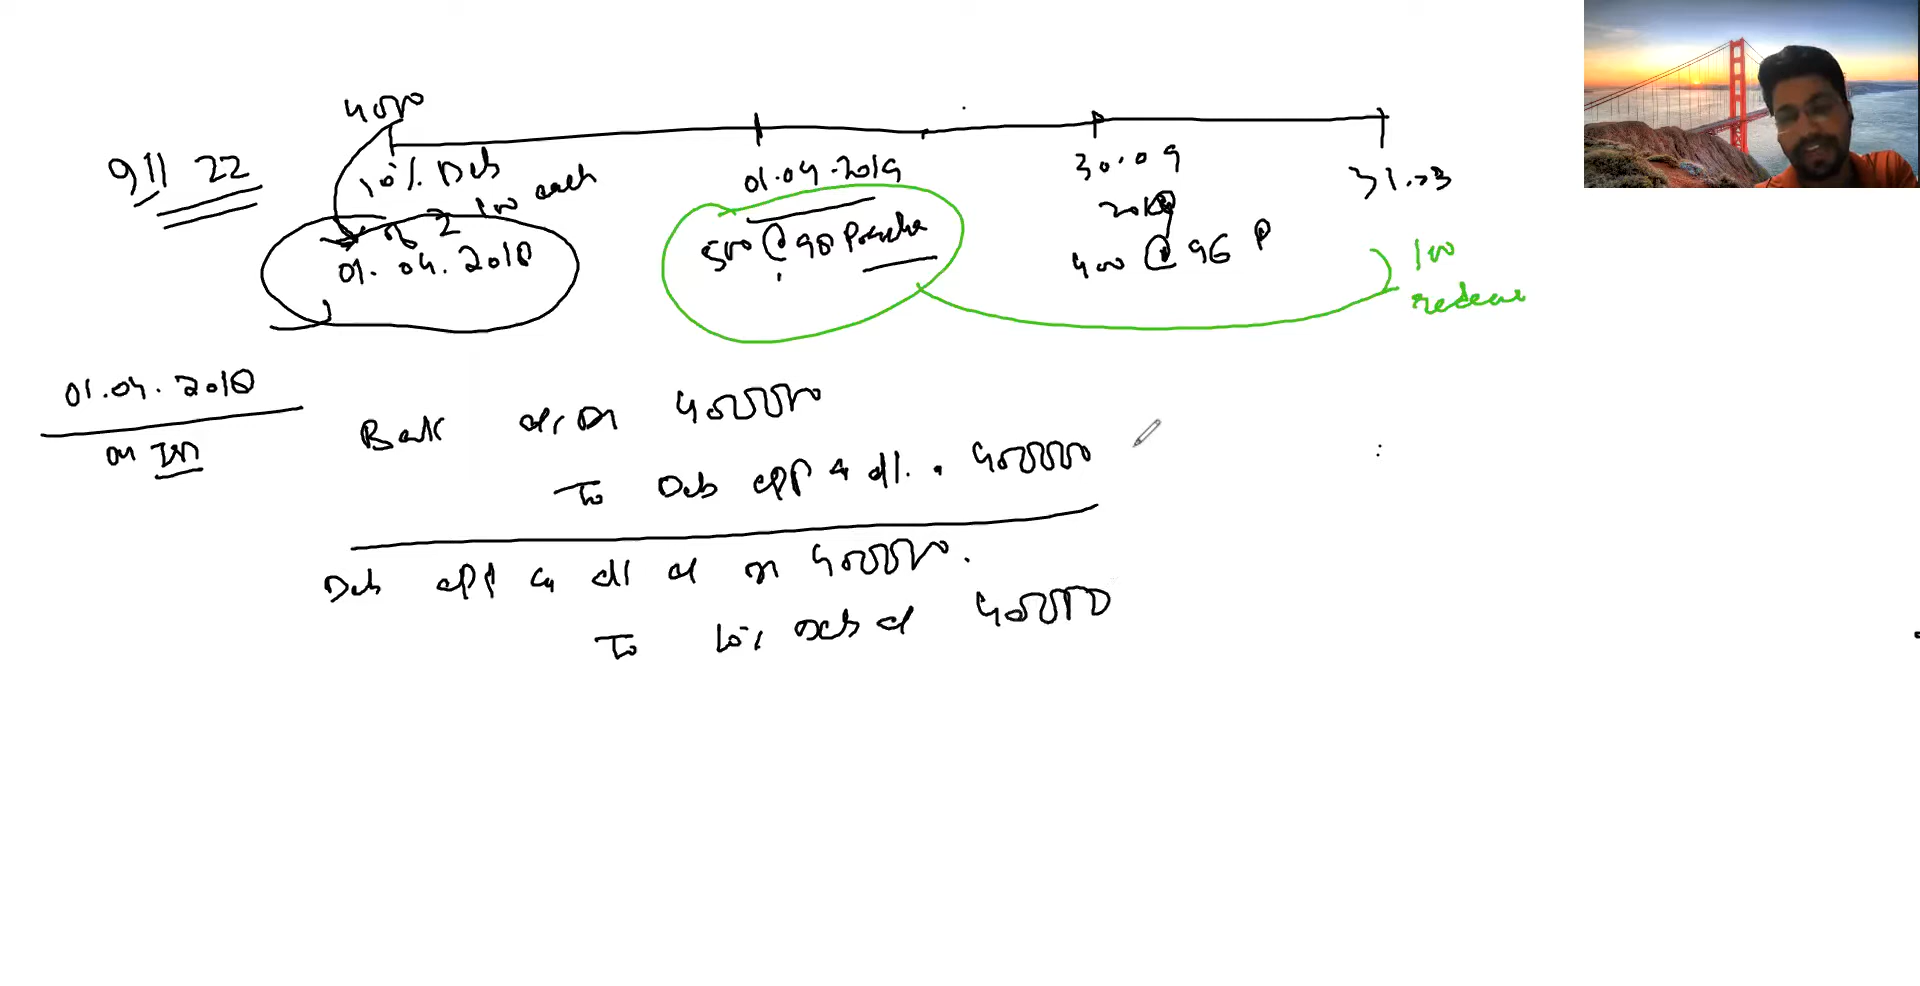 4000
911 22
10% Deb
of ₹ 100 each
01.04.2018
01.04.2019
500 @ 98 Purchase
30.09
2019
400 @ 96 P
31.03
100
redeem
01.04.2018
on Issue
Bank a/c Dr 400000
To Deb app & all. 400000
Deb app & all a/c Dr 400000.
To 10% Deb a/c 400000